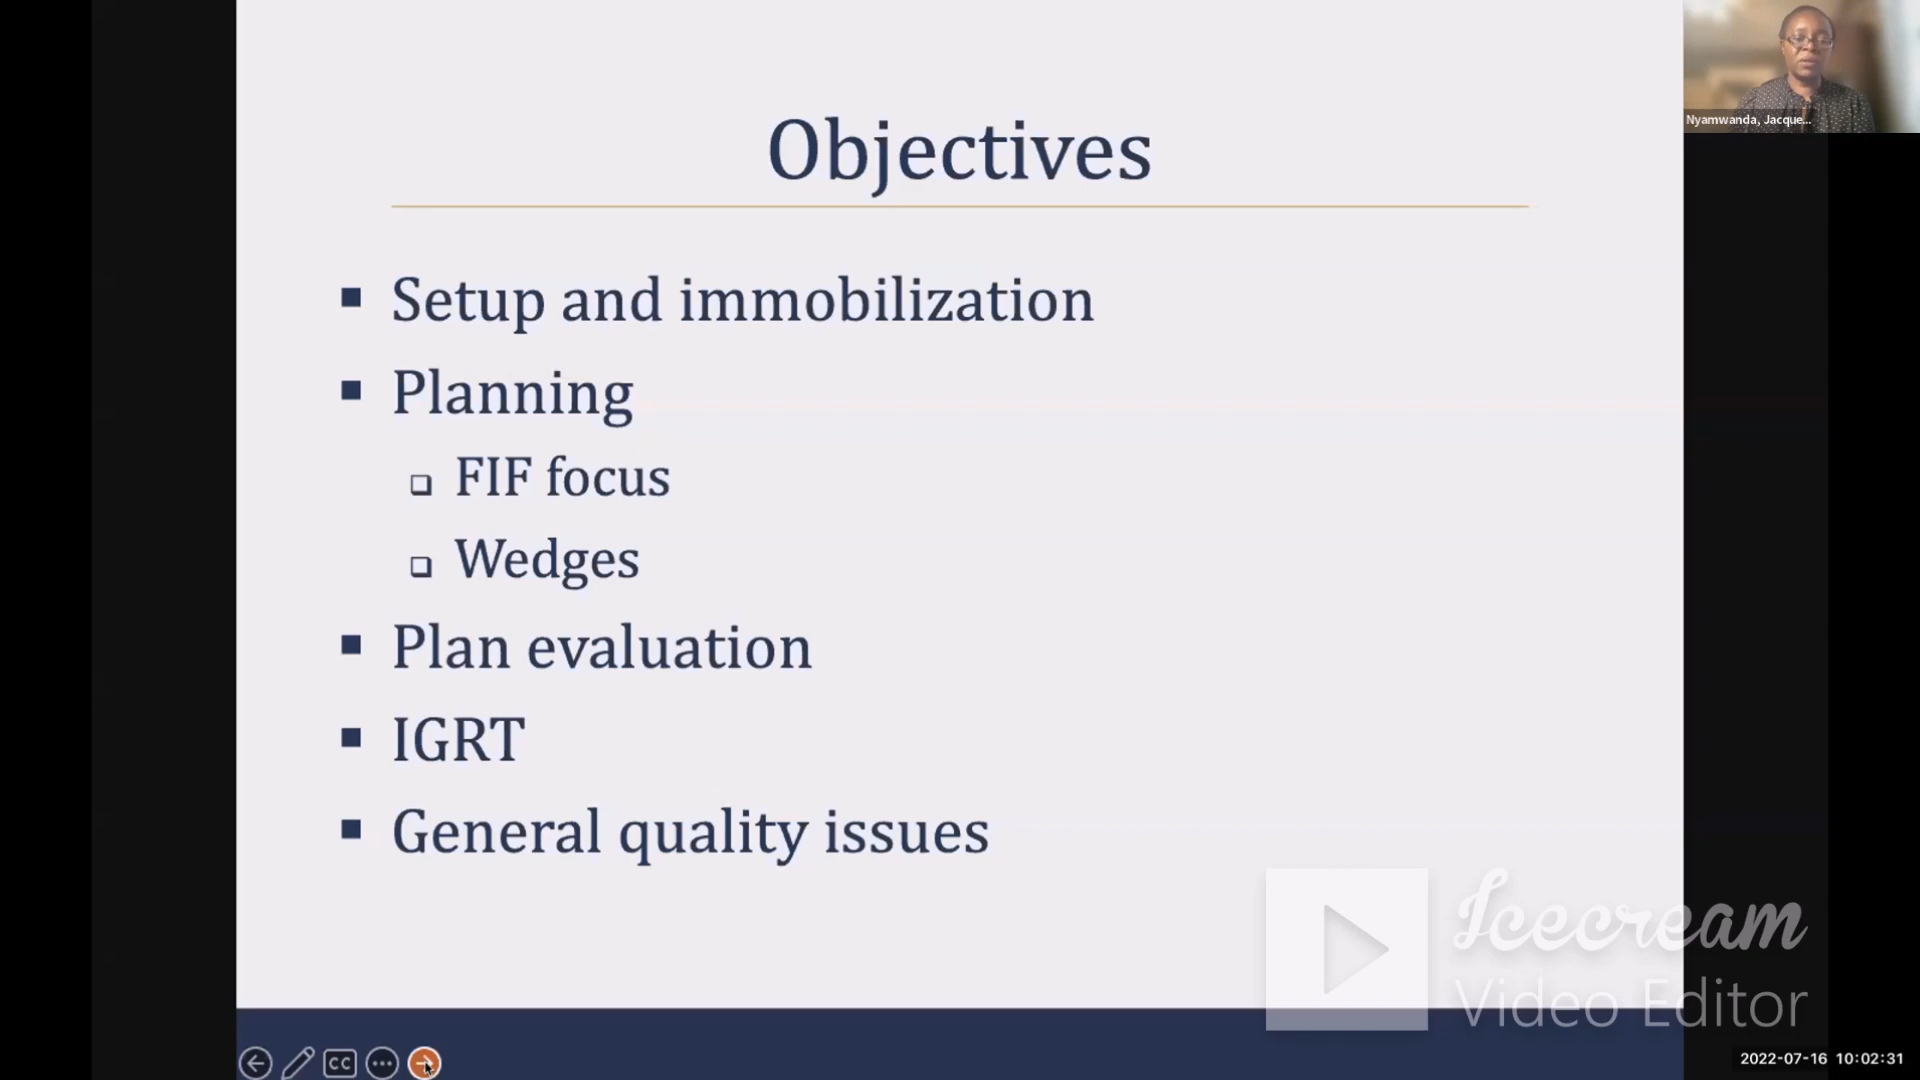 Objectives
Nyamwanda, Jacque...
Setup and immobilization
Planning
FIF focus
Wedges
Plan evaluation
IGRT
General quality issues
Icecream
Video Editor
CC
2022-07-16 10:02:31